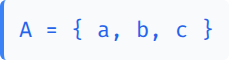 A = { a, b, c }